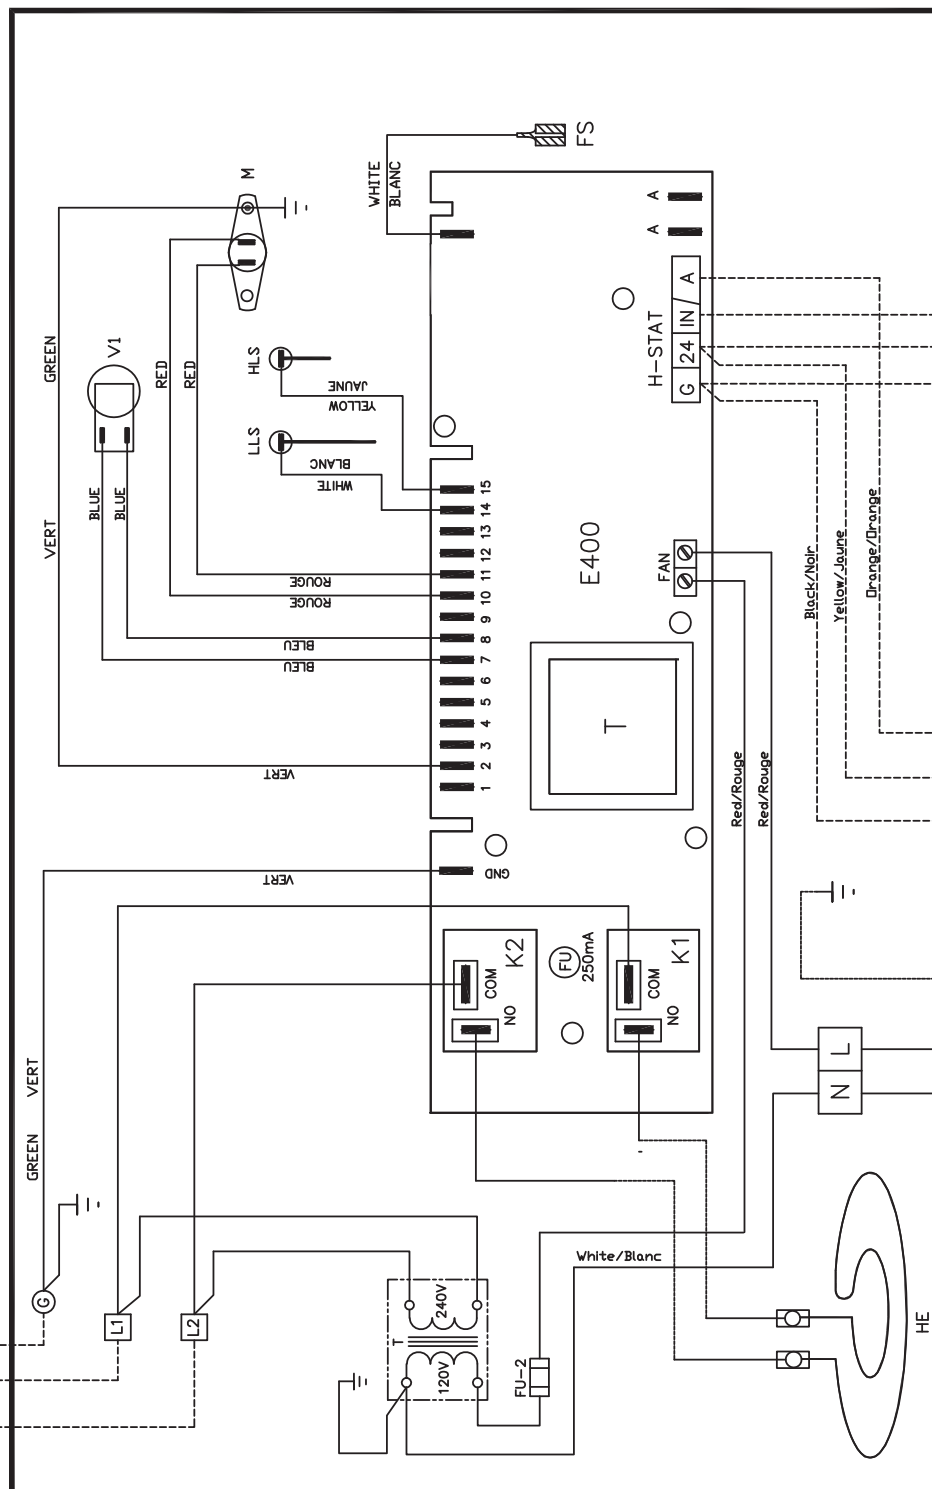 FS
WHITE
BLANC
M
A
A
GREEN
V1
RED
RED
HLS
JAUNE
YELLOW
LLS
BLANC
WHITE
H-STAT
G
24
IN
A
BLUE
BLUE
VERT
15
14
13
12
11
10
9
8
7
6
5
4
3
2
1
ROUGE
ROUGE
BLEU
BLEU
VERT
E400
FAN
T
Black/Noir
Yellow/Jaune
Orange/Orange
Red/Rouge
Red/Rouge
VERT
GND
K2
COM
NO
FU
250mA
K1
COM
NO
L
N
GREEN VERT
G
L1
L2
T
240V
120V
FU-2
White/Blanc
HE